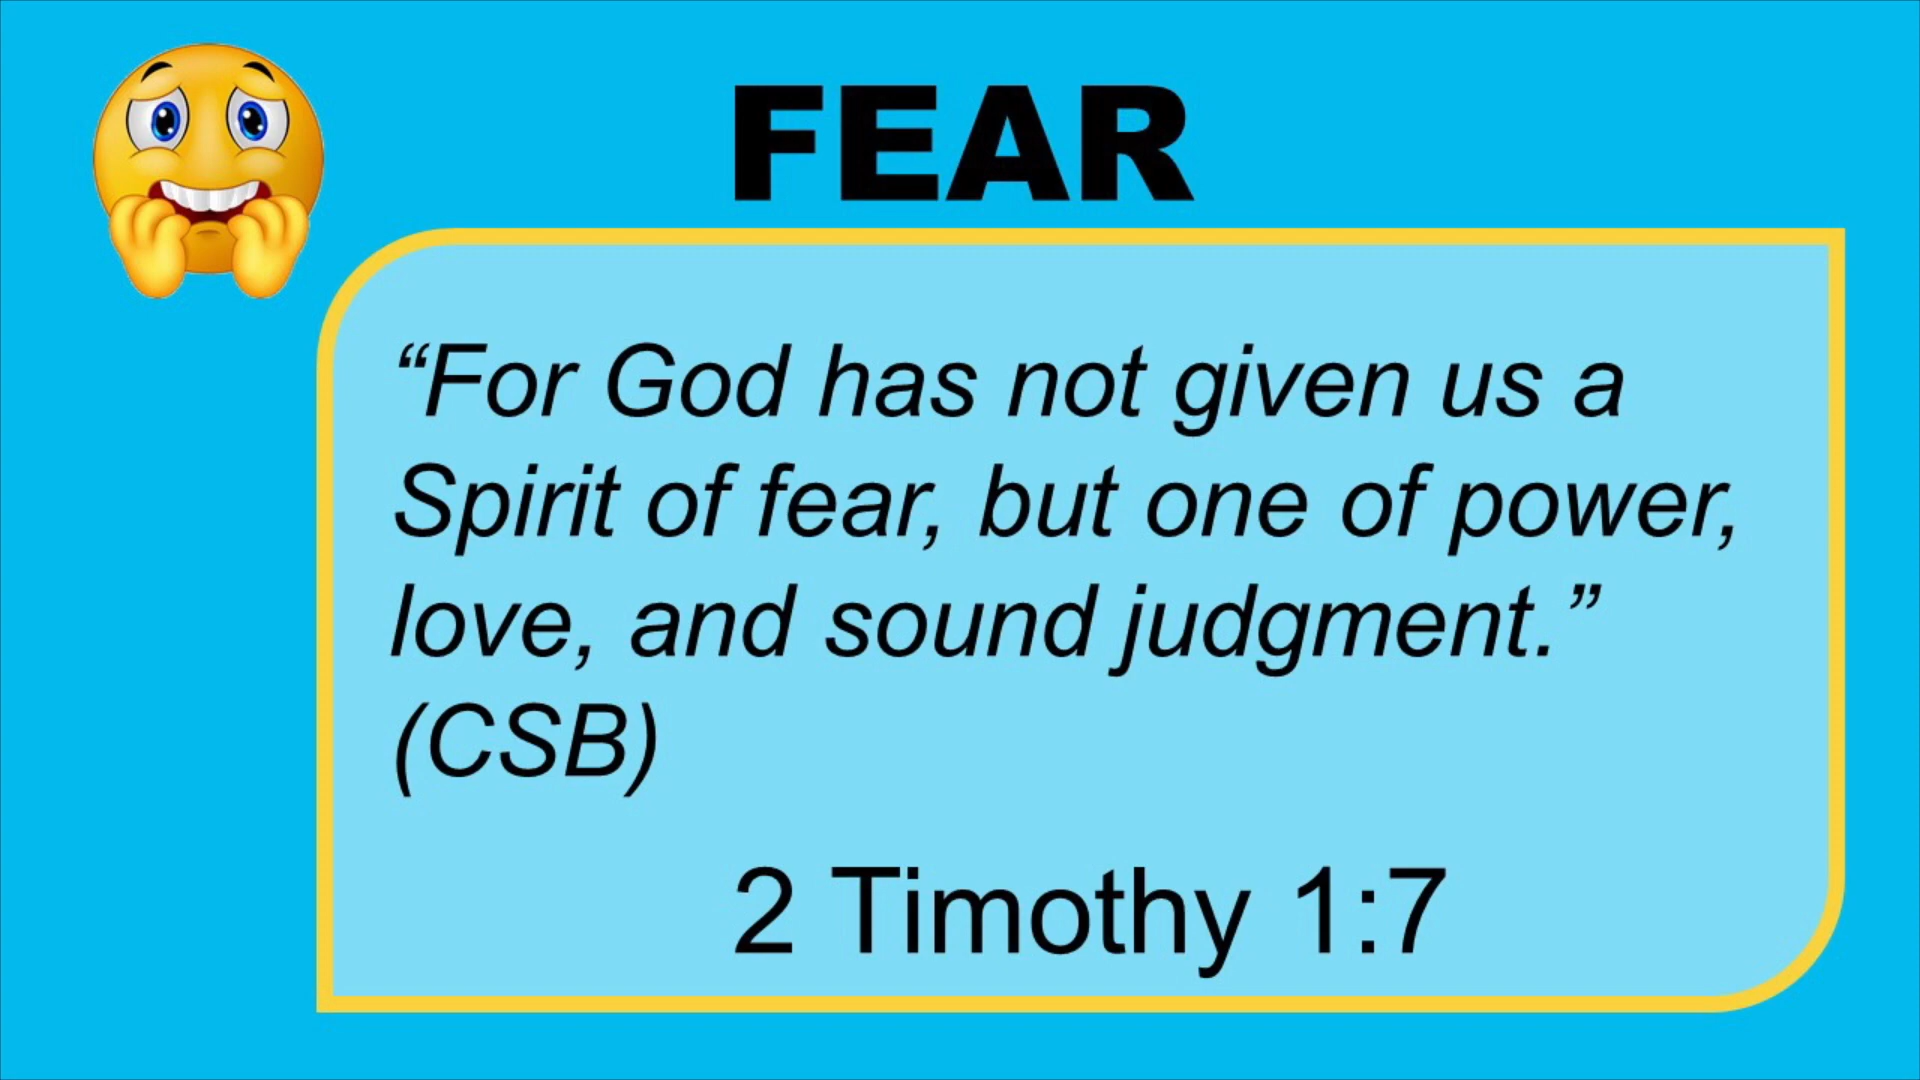 FEAR
“For God has not given us a
Spirit of fear, but one of power,
love, and sound judgment.”
(CSB)
2 Timothy 1:7